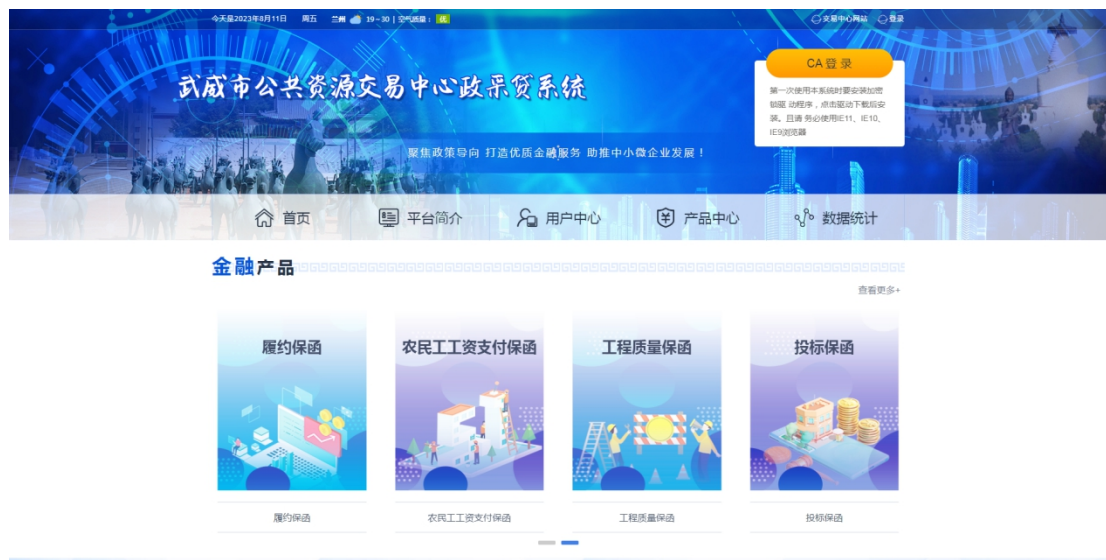 今天是2023年8月11日 周五 兰州 19~30 | 空气质量: 优
交易中心网站 登录
武威市公共资源交易中心政采贷系统
CA登录
第一次使用本系统时要安装加密
锁驱 动程序,点击驱动下载后安
装。且请 务必使用IE11、IE10、
IE9浏览器
聚焦政策导向 打造优质金融服务 助推中小微企业发展!
首页 平台简介 用户中心 产品中心 数据统计
金融产品
查看更多+
履约保函 农民工工资支付保函 工程质量保函 投标保函
履约保函 农民工工资支付保函 工程质量保函 投标保函